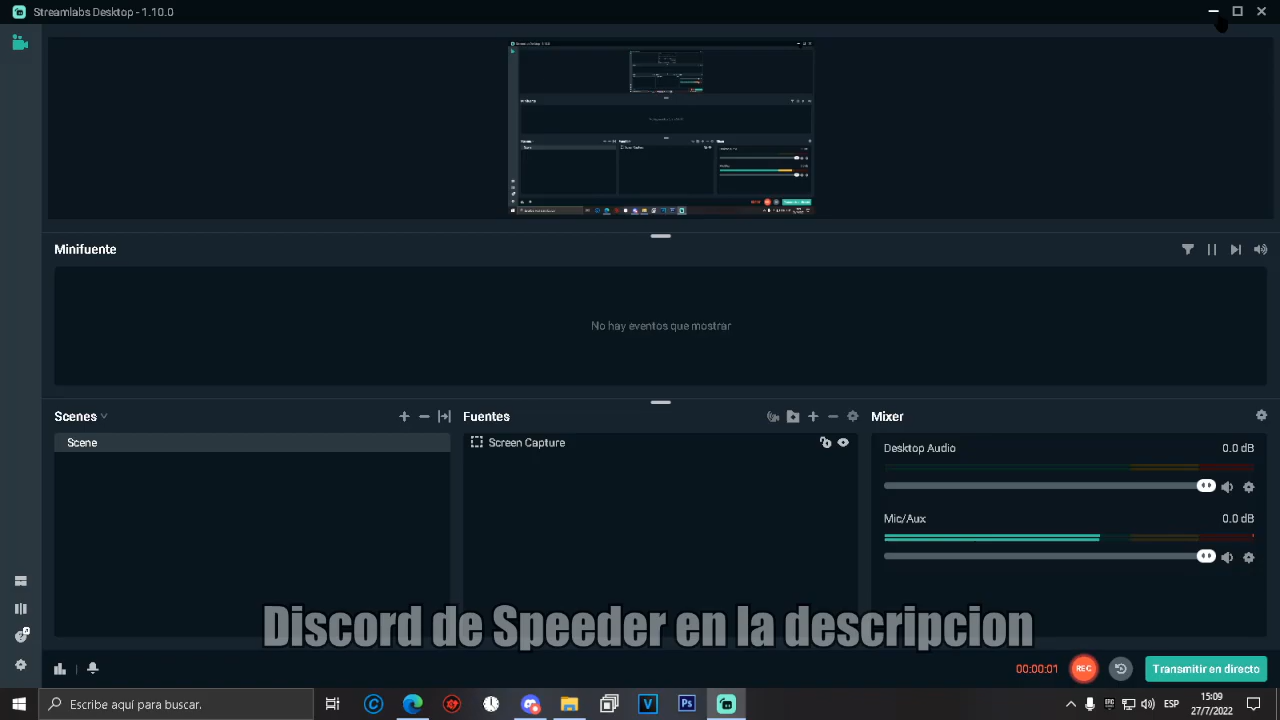 Streamlabs Desktop - 1.10.0
Minifuente
No hay eventos que mostrar
Scenes
Scene
Fuentes
Screen Capture
Mixer
Desktop Audio 0.0 dB
Mic/Aux 0.0 dB
Discord de Speeder en la descripcion
00:00:01 REC Transmitir en directo
Escribe aquí para buscar.
C V Ps ESP
15:09
27/7/2022